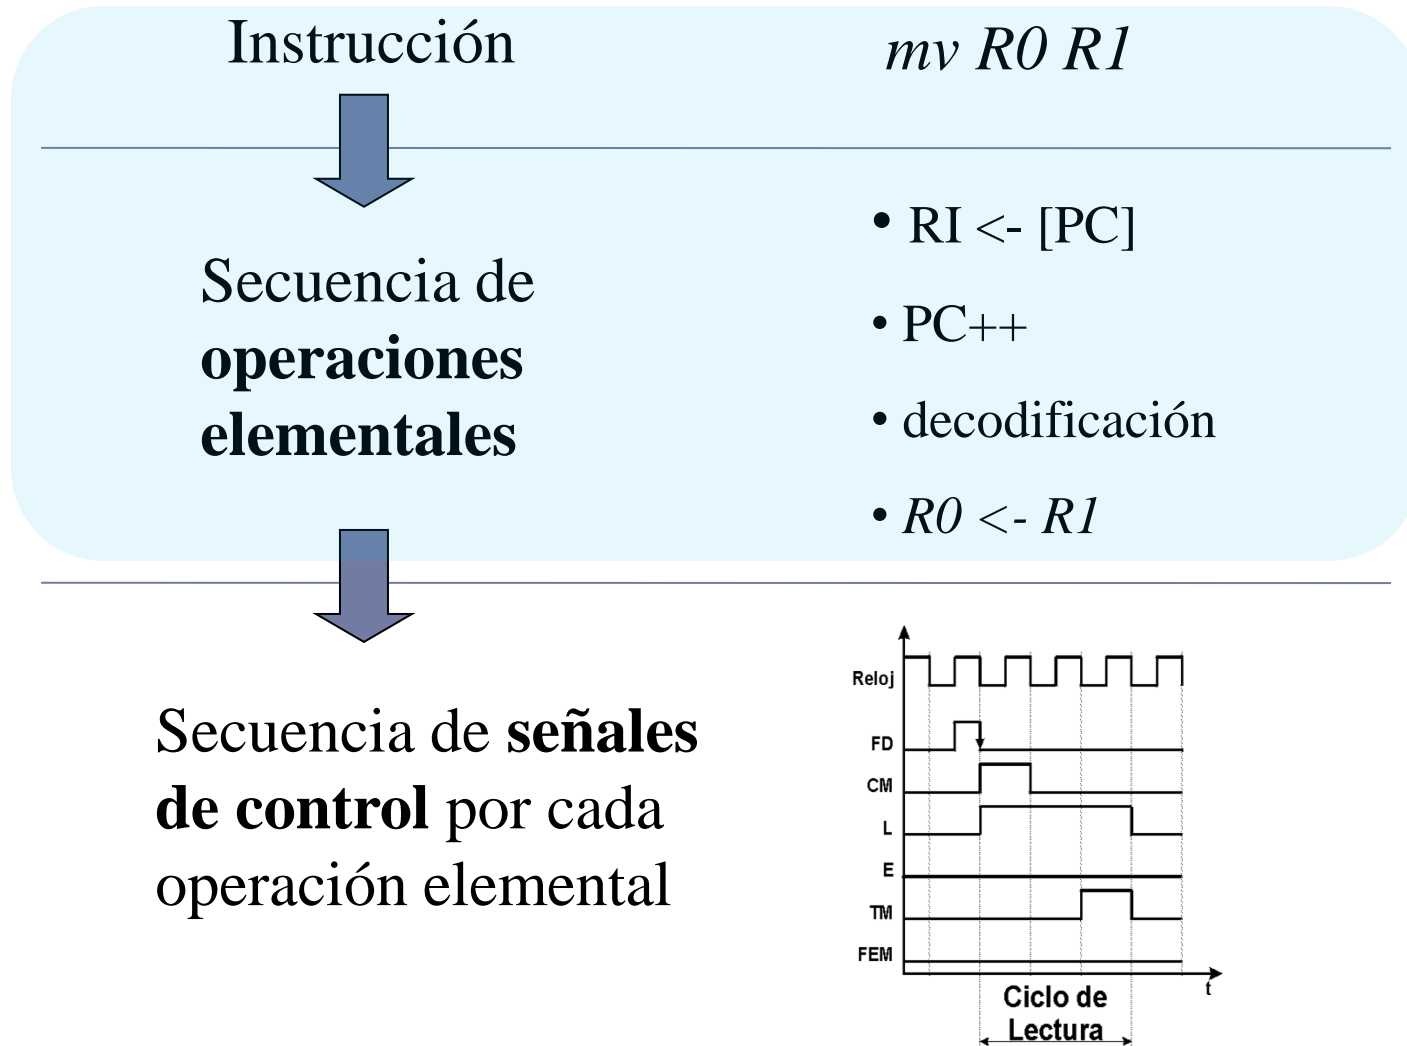 Instrucción
mv R0 R1
Secuencia de
operaciones
elementales
• RI <- [PC]
• PC++
• decodificación
• R0 <- R1
Secuencia de señales
de control por cada
operación elemental
Reloj
FD
CM
L
E
TM
FEM
t
Ciclo de
Lectura